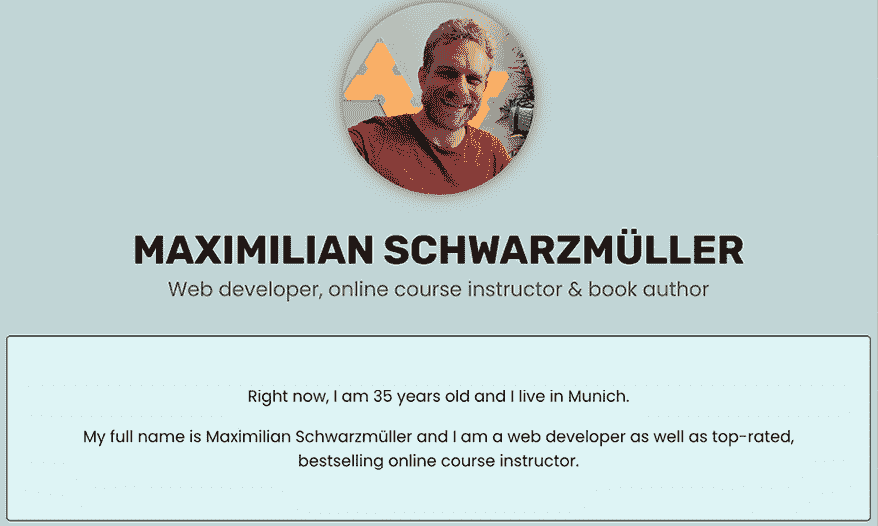 MAXIMILIAN SCHWARZMÜLLER
Web developer, online course instructor & book author
Right now, I am 35 years old and I live in Munich.
My full name is Maximilian Schwarzmüller and I am a web developer as well as top-rated,
bestselling online course instructor.